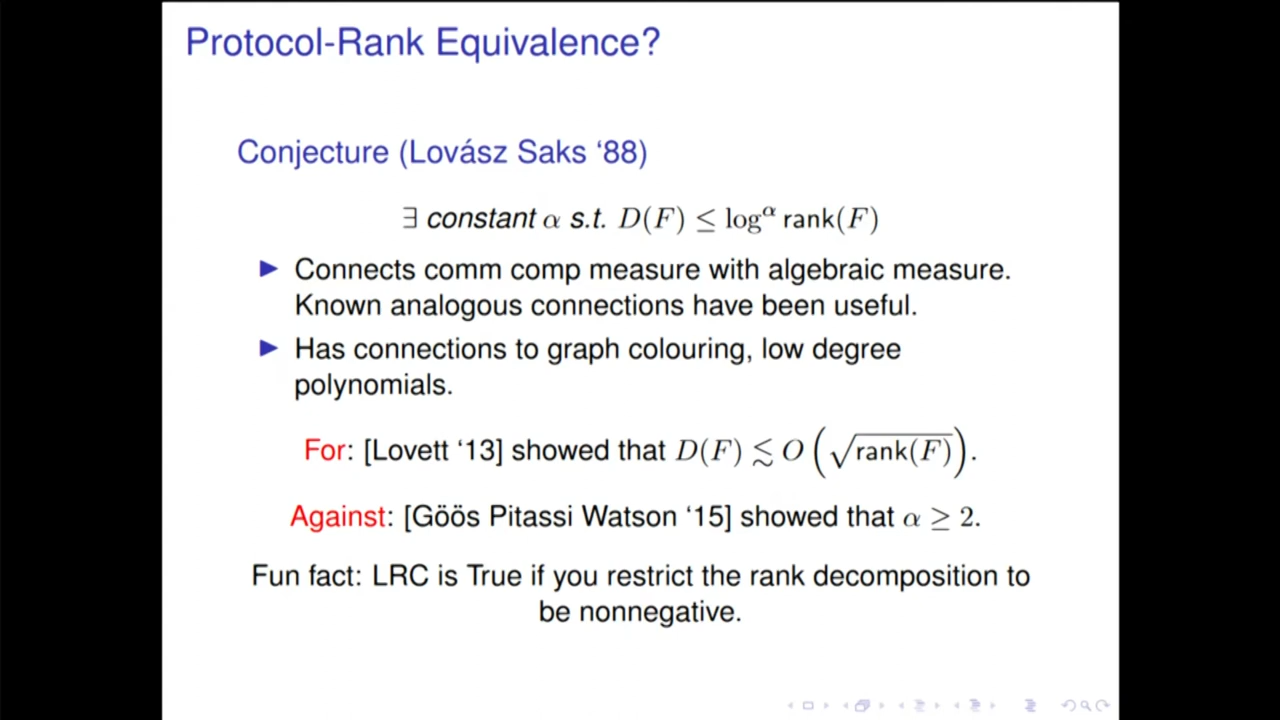 Protocol-Rank Equivalence?
Conjecture (Lovász Saks ‘88)
∃ constant α s.t. D(F) ≤ log^α rank(F)
▶ Connects comm comp measure with algebraic measure.
Known analogous connections have been useful.
▶ Has connections to graph colouring, low degree
polynomials.
For: [Lovett ‘13] showed that D(F) ≲ O(√rank(F)).
Against: [Göös Pitassi Watson ‘15] showed that α ≥ 2.
Fun fact: LRC is True if you restrict the rank decomposition to
be nonnegative.